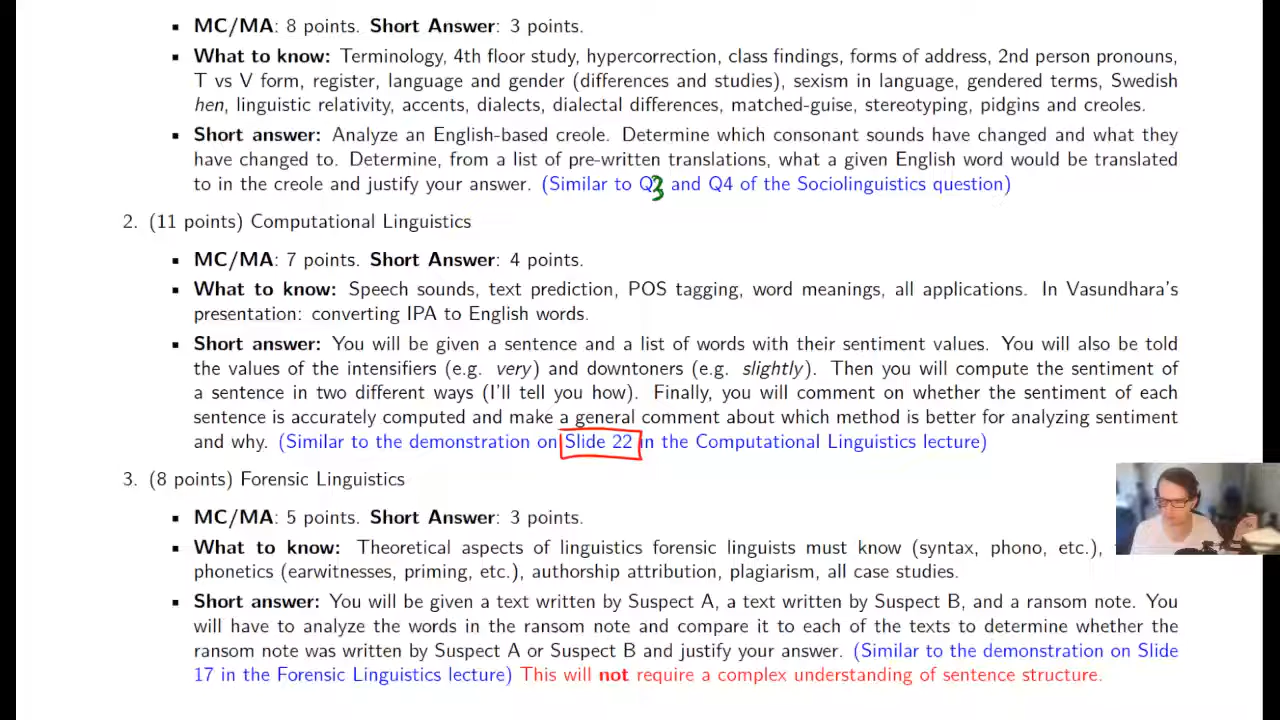 ▪ MC/MA: 8 points. Short Answer: 3 points.
▪ What to know: Terminology, 4th floor study, hypercorrection, class findings, forms of address, 2nd person pronouns,
T vs V form, register, language and gender (differences and studies), sexism in language, gendered terms, Swedish
hen, linguistic relativity, accents, dialects, dialectal differences, matched-guise, stereotyping, pidgins and creoles.
▪ Short answer: Analyze an English-based creole. Determine which consonant sounds have changed and what they
have changed to. Determine, from a list of pre-written translations, what a given English word would be translated
to in the creole and justify your answer. (Similar to Q3 and Q4 of the Sociolinguistics question)
2. (11 points) Computational Linguistics
▪ MC/MA: 7 points. Short Answer: 4 points.
▪ What to know: Speech sounds, text prediction, POS tagging, word meanings, all applications. In Vasundhara's
presentation: converting IPA to English words.
▪ Short answer: You will be given a sentence and a list of words with their sentiment values. You will also be told
the values of the intensifiers (e.g. very) and downtoners (e.g. slightly). Then you will compute the sentiment of
a sentence in two different ways (I'll tell you how). Finally, you will comment on whether the sentiment of each
sentence is accurately computed and make a general comment about which method is better for analyzing sentiment
and why. (Similar to the demonstration on Slide 22 in the Computational Linguistics lecture)
3. (8 points) Forensic Linguistics
▪ MC/MA: 5 points. Short Answer: 3 points.
▪ What to know: Theoretical aspects of linguistics forensic linguists must know (syntax, phono, etc.),
phonetics (earwitnesses, priming, etc.), authorship attribution, plagiarism, all case studies.
▪ Short answer: You will be given a text written by Suspect A, a text written by Suspect B, and a ransom note. You
will have to analyze the words in the ransom note and compare it to each of the texts to determine whether the
ransom note was written by Suspect A or Suspect B and justify your answer. (Similar to the demonstration on Slide
17 in the Forensic Linguistics lecture) This will not require a complex understanding of sentence structure.